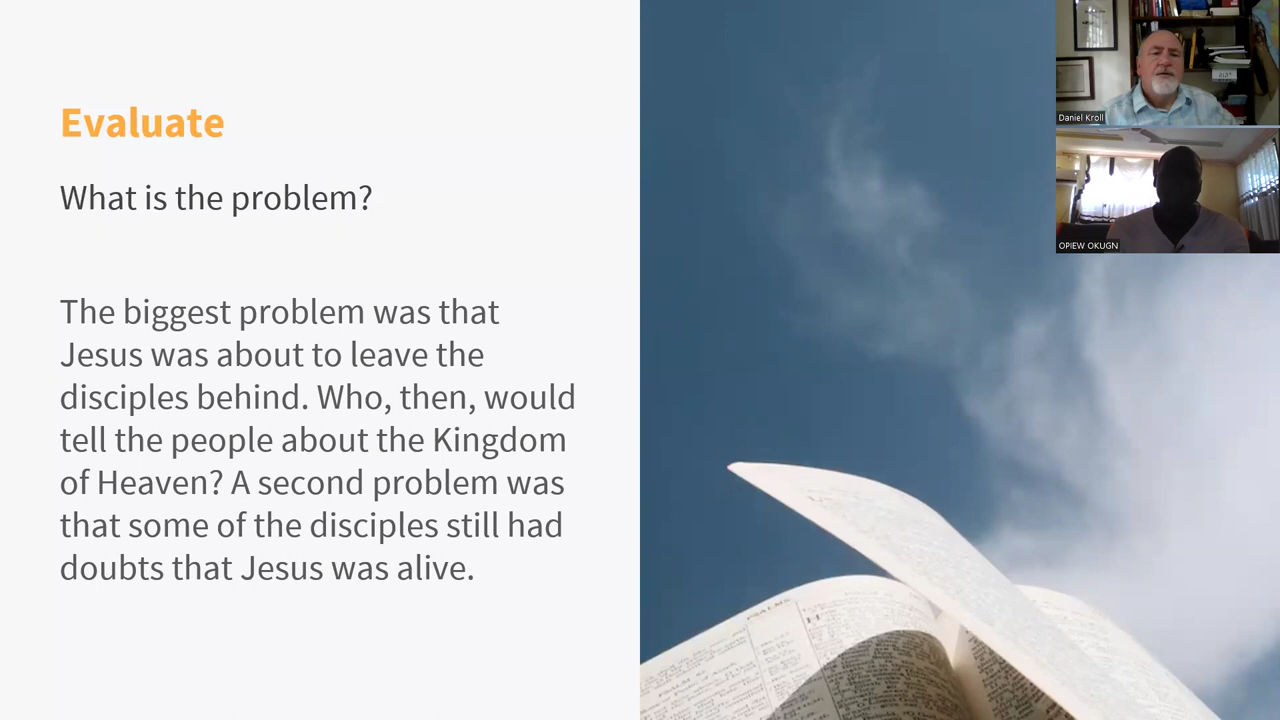 Evaluate
What is the problem?
The biggest problem was that
Jesus was about to leave the
disciples behind. Who, then, would
tell the people about the Kingdom
of Heaven? A second problem was
that some of the disciples still had
doubts that Jesus was alive.
Daniel Kroll
OPIEW OKUGN
PSALMS